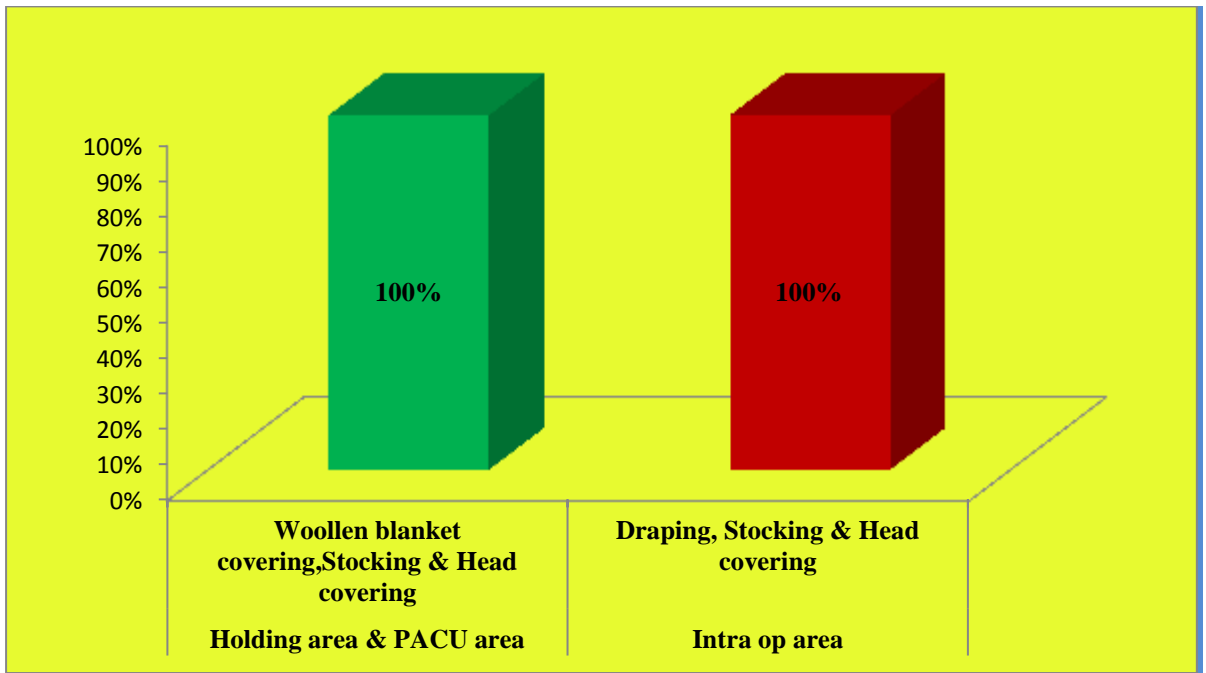 100%
90%
80%
70%
60%
50%
40%
30%
20%
10%
0%
100%
100%
Woollen blanket
covering,Stocking & Head
covering
Draping, Stocking & Head
covering
Holding area & PACU area
Intra op area